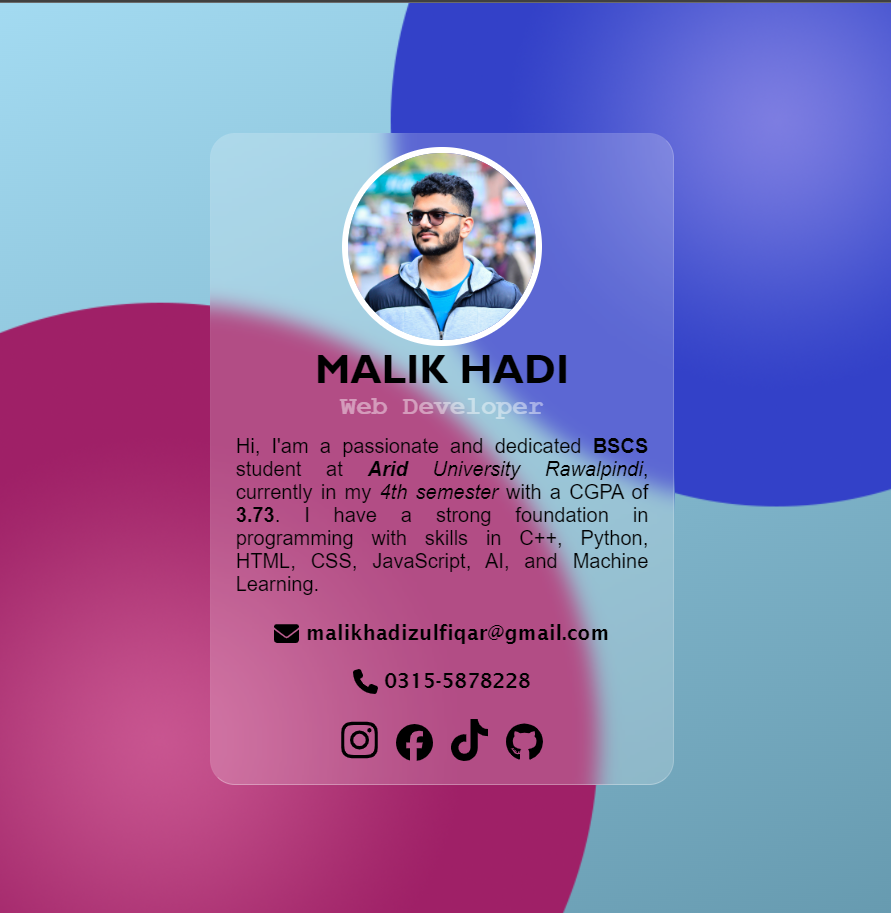 MALIK HADI
Web Developer
Hi, I'am a passionate and dedicated BSCS
student at Arid University Rawalpindi,
currently in my 4th semester with a CGPA of
3.73. I have a strong foundation in
programming with skills in C++, Python,
HTML, CSS, JavaScript, AI, and Machine
Learning.
malikhadizulfiqar@gmail.com
0315-5878228